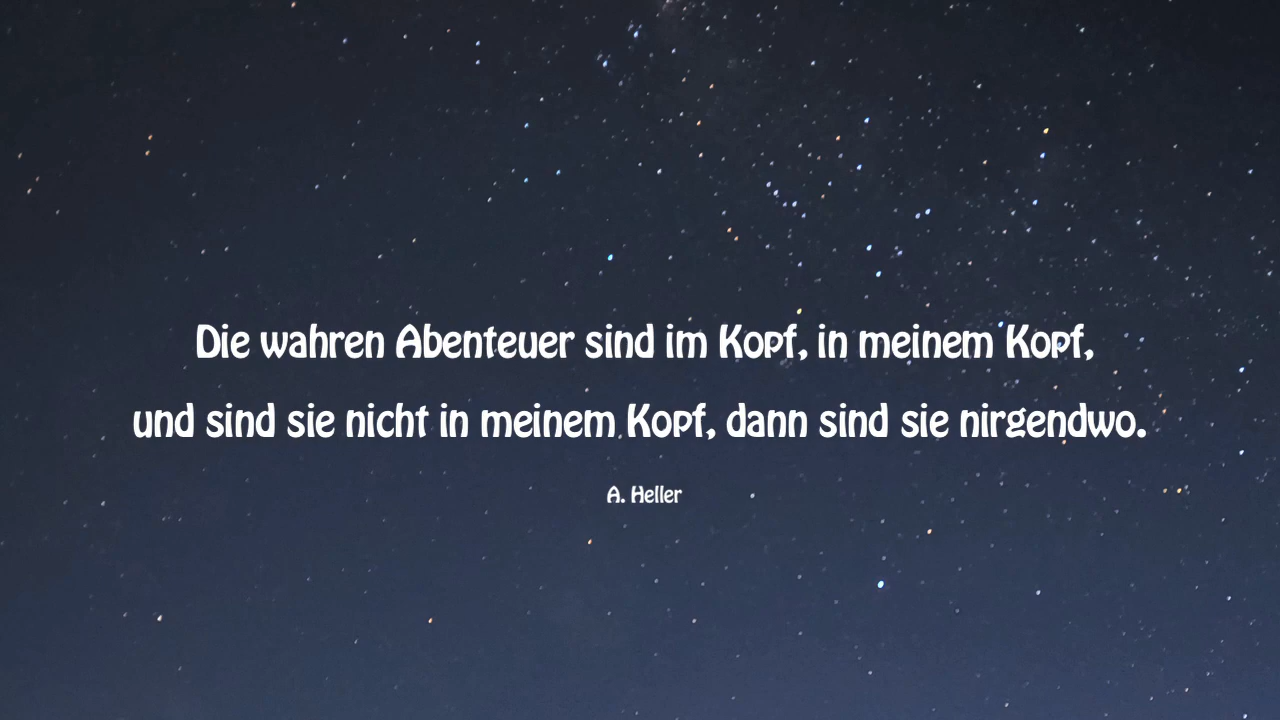 Die wahren Abenteuer sind im Kopf, in meinem Kopf,
und sind sie nicht in meinem Kopf, dann sind sie nirgendwo.
A. Heller